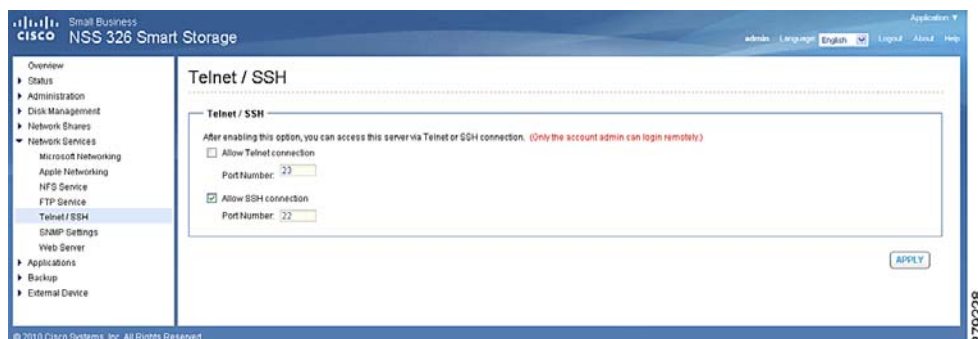 Small Business
CISCO NSS 326 Smart Storage
Application
admin Language: English Logout About Help
Overview
Status
Administration
Disk Management
Network Shares
Network Services
Microsoft Networking
Apple Networking
NFS Service
FTP Service
Telnet / SSH
SNMP Settings
Web Server
Applications
Backup
External Device
Telnet / SSH
Telnet / SSH
After enabling this option, you can access this server via Telnet or SSH connection. (Only the account admin can login remotely.)
Allow Telnet connection
Port Number: 23
Allow SSH connection
Port Number: 22
APPLY
© 2010 Cisco Systems, Inc. All Rights Reserved.